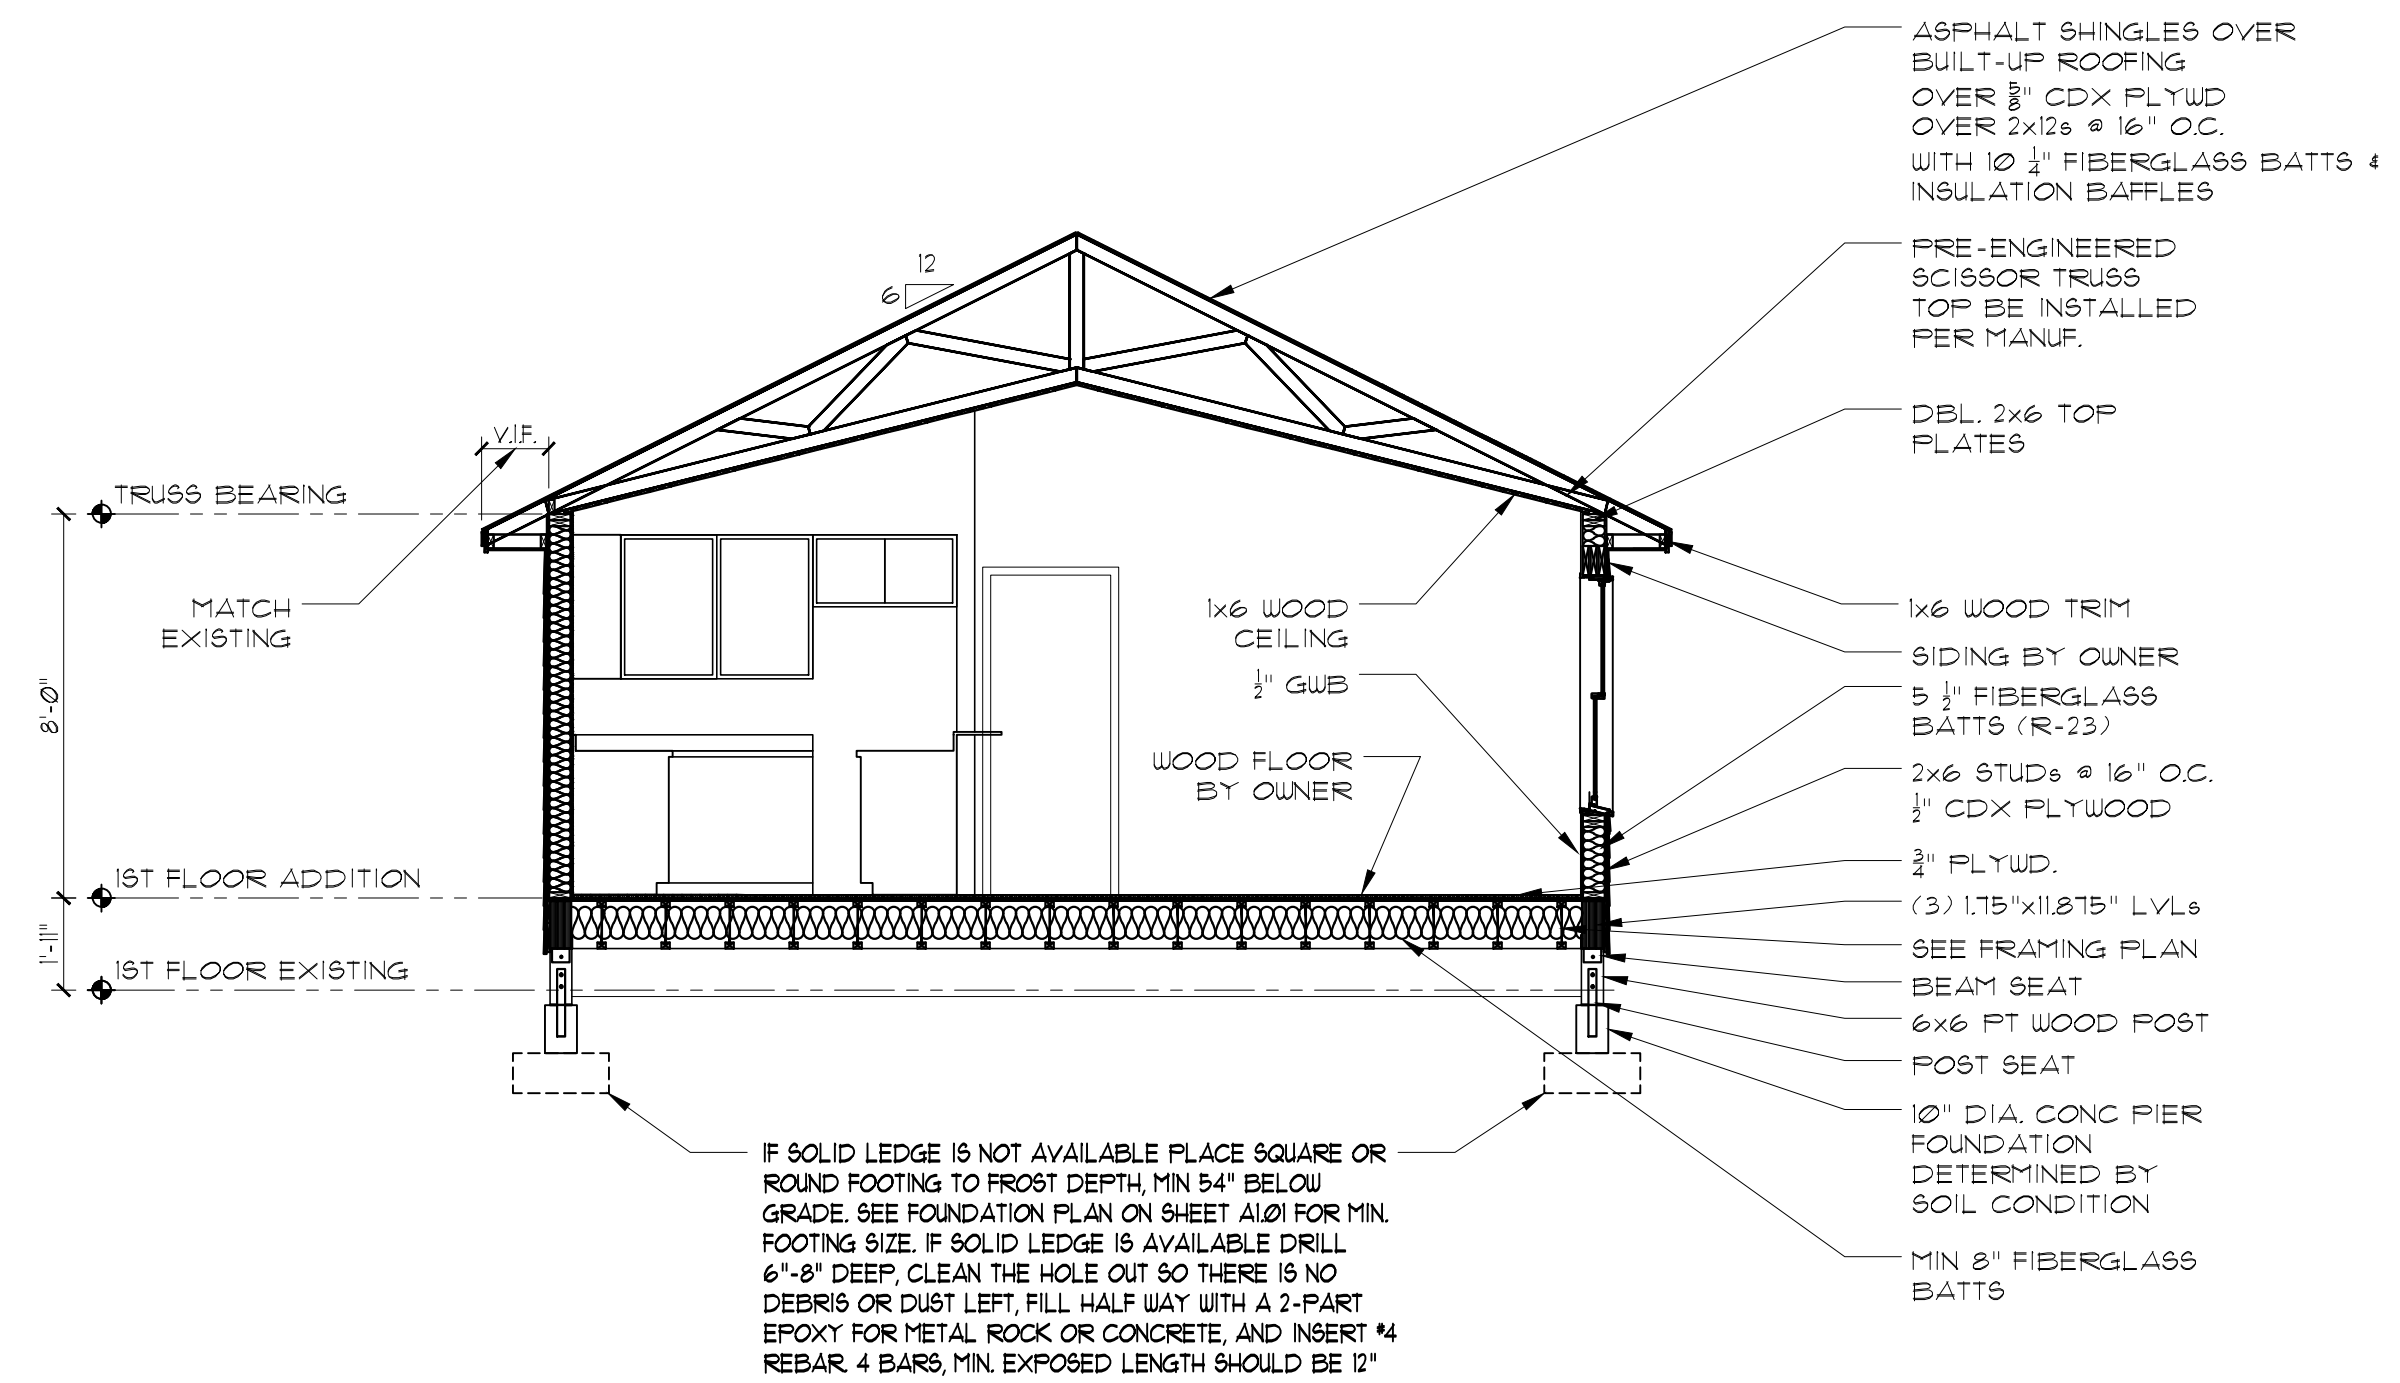 ASPHALT SHINGLES OVER
BUILT-UP ROOFING
OVER 5/8" CDX PLYWD
OVER 2x12s @ 16" O.C.
WITH 10 1/4" FIBERGLASS BATTS &
INSULATION BAFFLES
PRE-ENGINEERED
SCISSOR TRUSS
TOP BE INSTALLED
PER MANUF.
DBL. 2x6 TOP
PLATES
12
6
V.I.F.
TRUSS BEARING
MATCH
EXISTING
8'-0"
1ST FLOOR ADDITION
1'-11"
1ST FLOOR EXISTING
1x6 WOOD
CEILING
1/2" GWB
WOOD FLOOR
BY OWNER
1x6 WOOD TRIM
SIDING BY OWNER
5 1/2" FIBERGLASS
BATTS (R-23)
2x6 STUDs @ 16" O.C.
1/2" CDX PLYWOOD
3/4" PLYWD.
(3) 1.75"x11.875" LVLs
SEE FRAMING PLAN
BEAM SEAT
6x6 PT WOOD POST
POST SEAT
10" DIA. CONC PIER
FOUNDATION
DETERMINED BY
SOIL CONDITION
MIN 8" FIBERGLASS
BATTS
IF SOLID LEDGE IS NOT AVAILABLE PLACE SQUARE OR
ROUND FOOTING TO FROST DEPTH, MIN 54" BELOW
GRADE. SEE FOUNDATION PLAN ON SHEET A1.01 FOR MIN.
FOOTING SIZE. IF SOLID LEDGE IS AVAILABLE DRILL
6"-8" DEEP, CLEAN THE HOLE OUT SO THERE IS NO
DEBRIS OR DUST LEFT, FILL HALF WAY WITH A 2-PART
EPOXY FOR METAL ROCK OR CONCRETE, AND INSERT #4
REBAR. 4 BARS, MIN. EXPOSED LENGTH SHOULD BE 12"